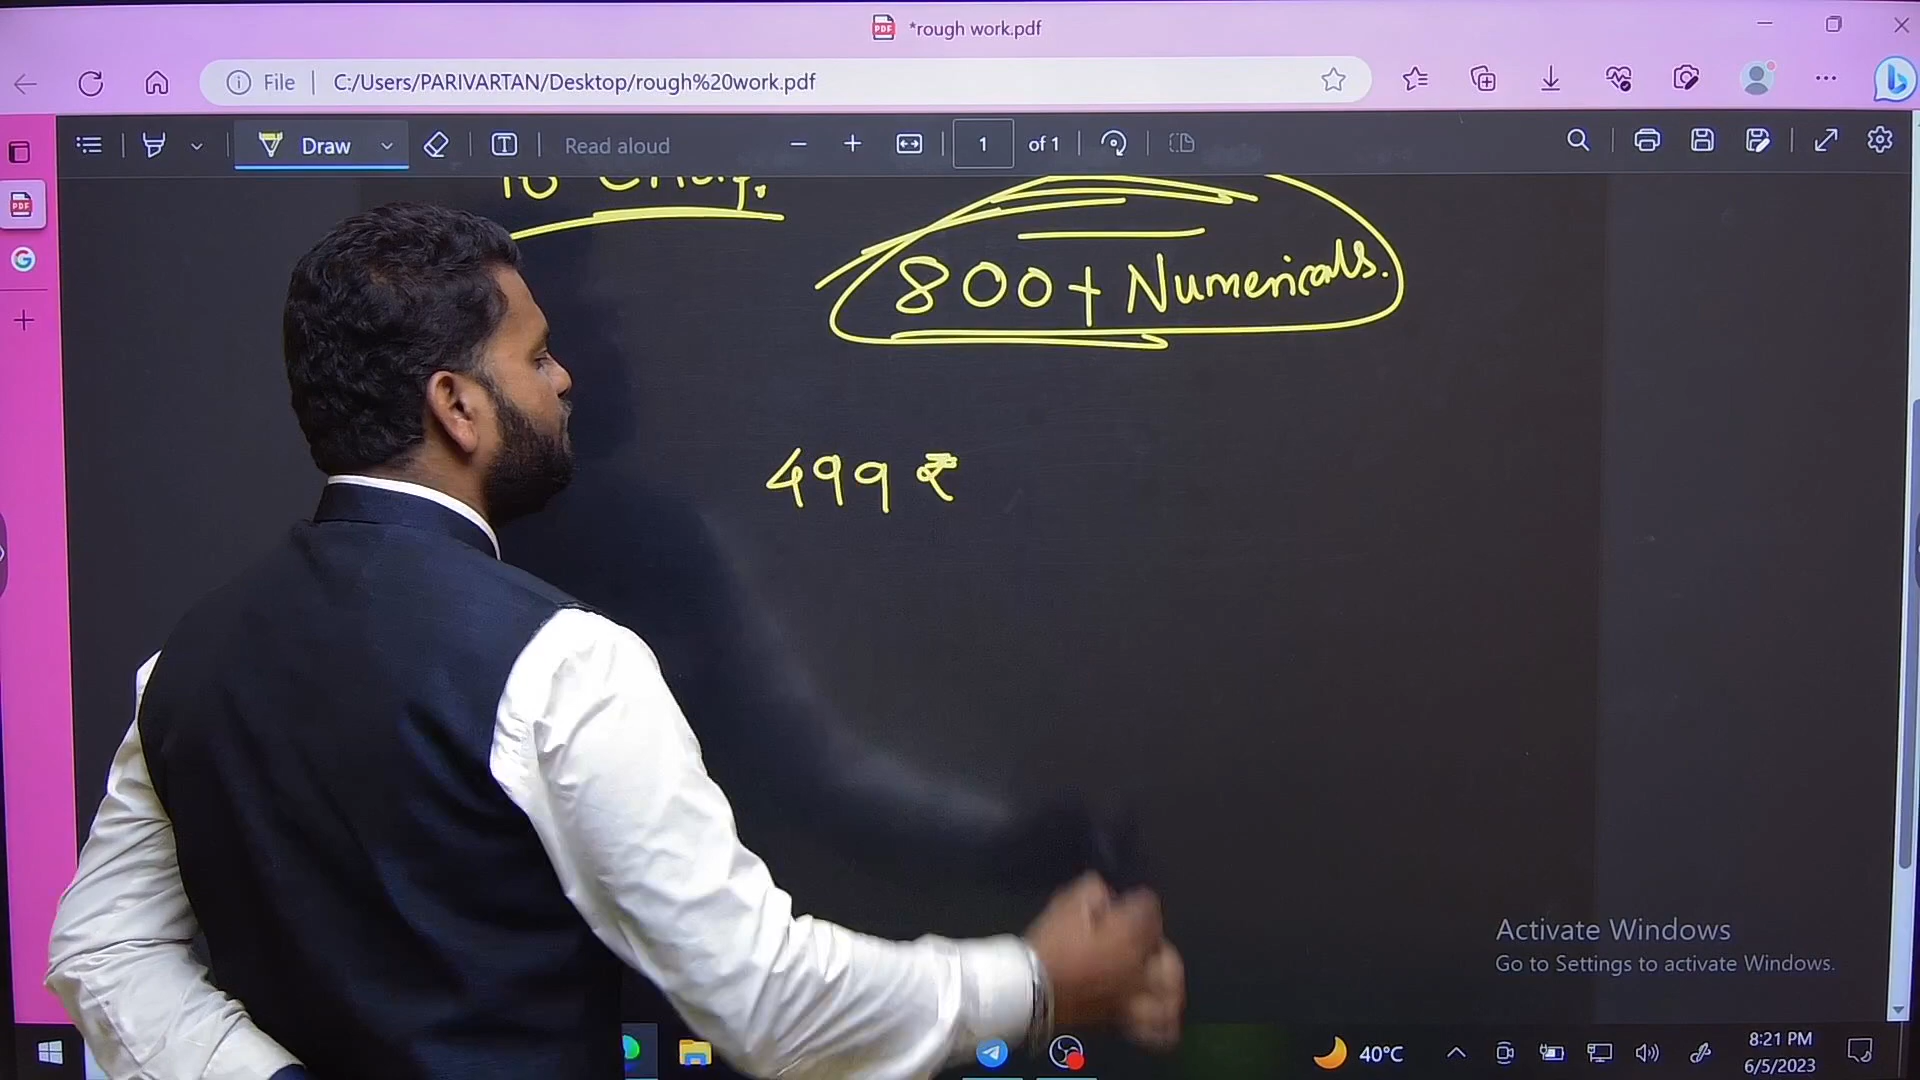 *rough work.pdf
File | C:/Users/PARIVARTAN/Desktop/rough%20work.pdf
Draw Read aloud 1 of 1
800+ Numericals.
499 ₹
Activate Windows
Go to Settings to activate Windows.
40°C
8:21 PM
6/5/2023